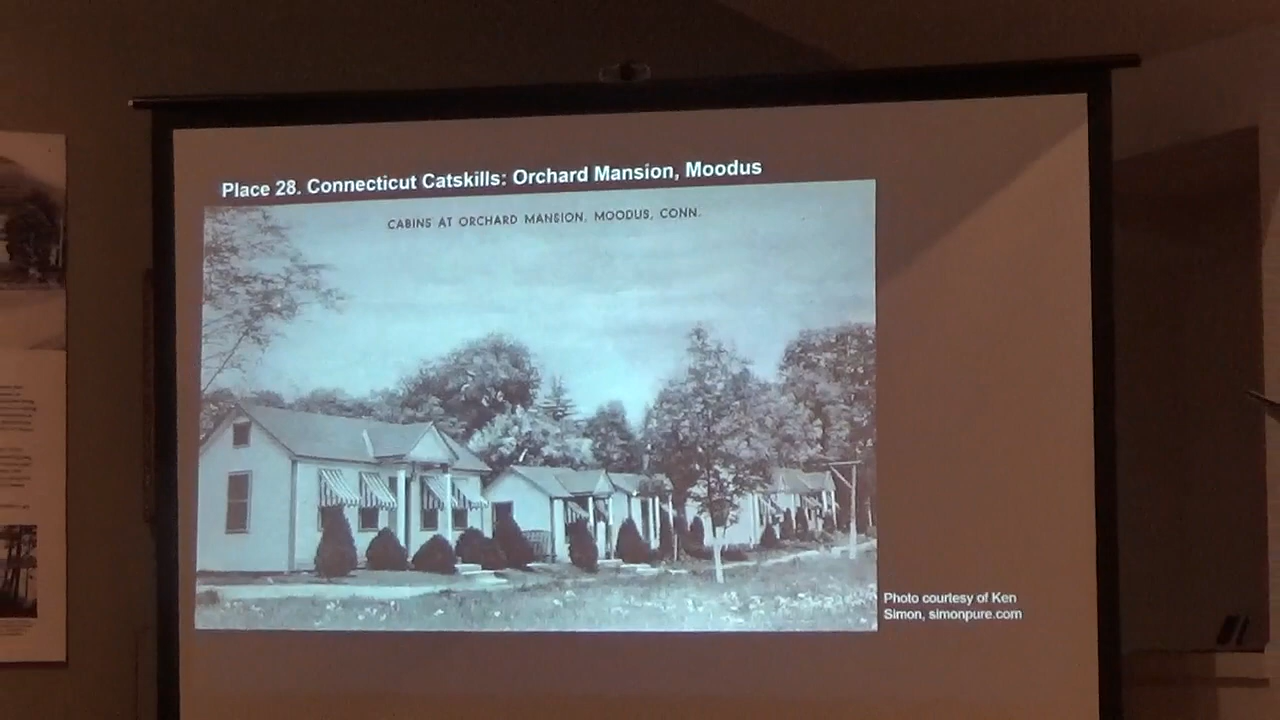 Place 28. Connecticut Catskills: Orchard Mansion, Moodus
CABINS AT ORCHARD MANSION, MOODUS, CONN.
Photo courtesy of Ken
Simon, simonpure.com